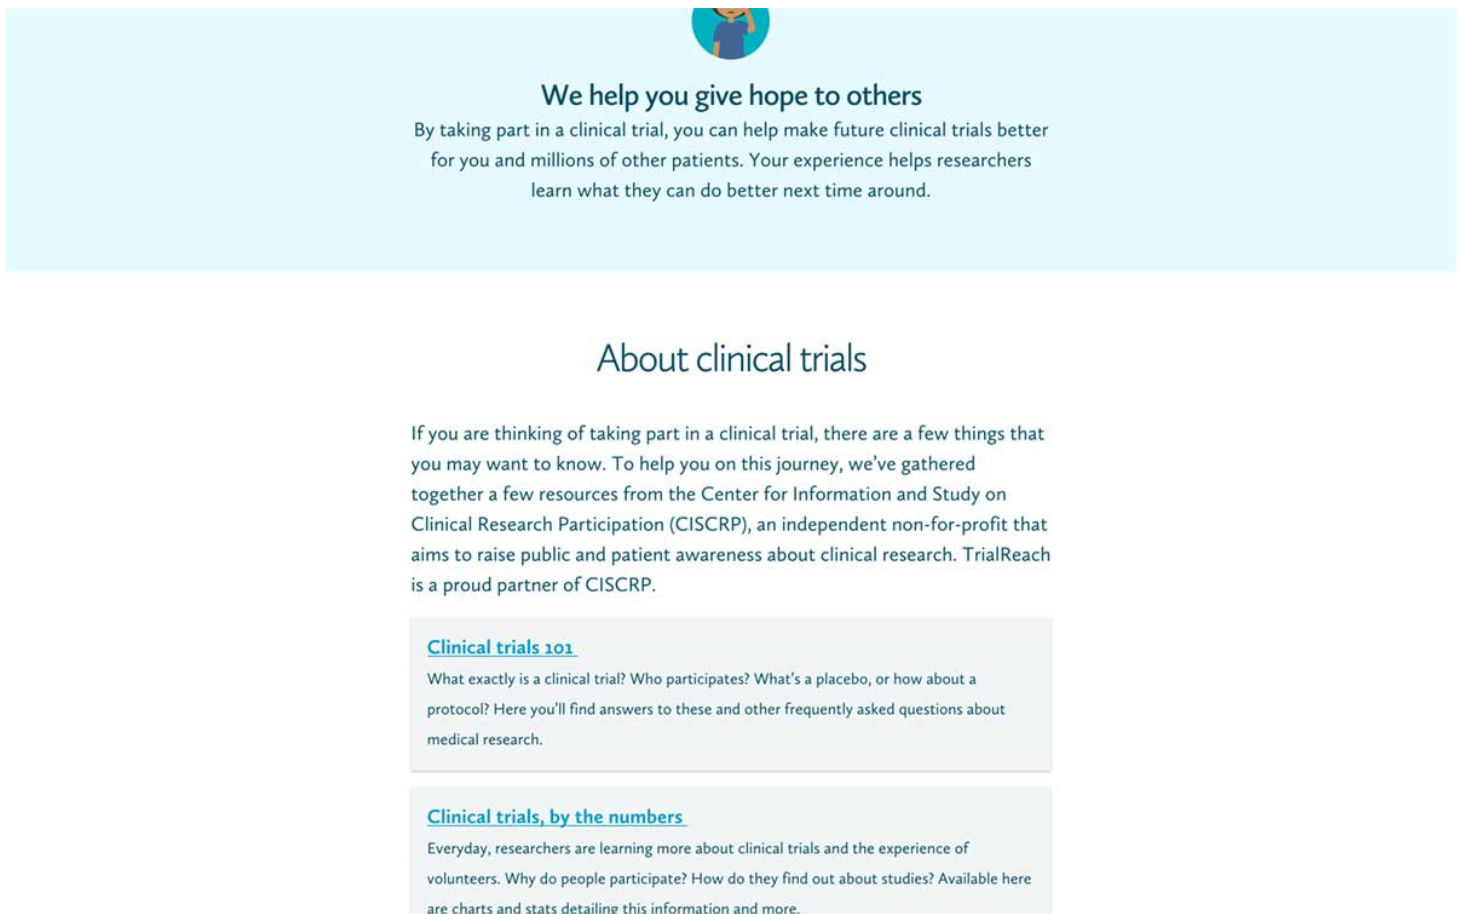 We help you give hope to others
By taking part in a clinical trial, you can help make future clinical trials better
for you and millions of other patients. Your experience helps researchers
learn what they can do better next time around.
About clinical trials
If you are thinking of taking part in a clinical trial, there are a few things that
you may want to know. To help you on this journey, we've gathered
together a few resources from the Center for Information and Study on
Clinical Research Participation (CISCRP), an independent non-for-profit that
aims to raise public and patient awareness about clinical research. TrialReach
is a proud partner of CISCRP.
Clinical trials 101
What exactly is a clinical trial? Who participates? What's a placebo, or how about a
protocol? Here you'll find answers to these and other frequently asked questions about
medical research.
Clinical trials, by the numbers
Everyday, researchers are learning more about clinical trials and the experience of
volunteers. Why do people participate? How do they find out about studies? Available here
are charts and stats detailing this information and more.